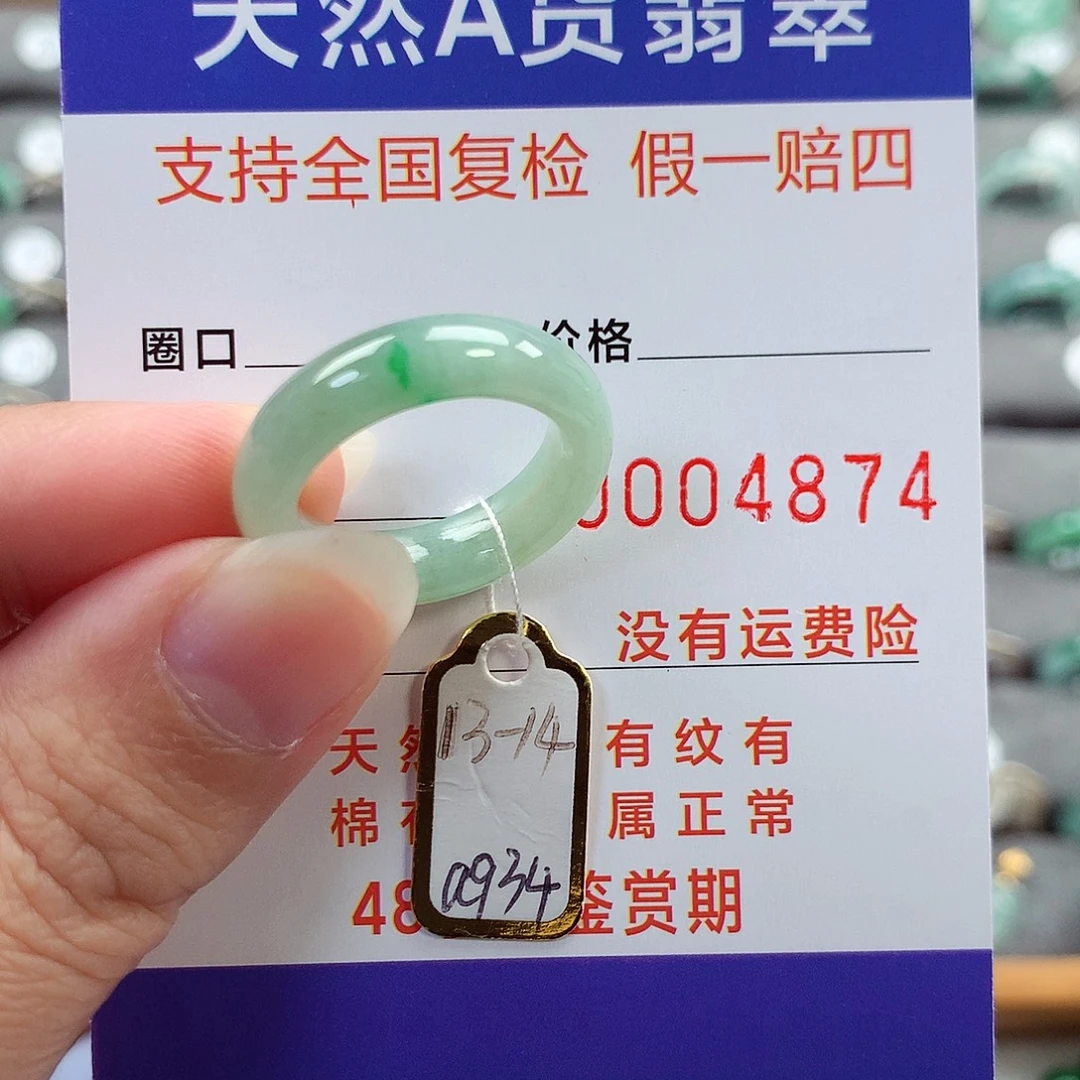 天然A货翡翠
支持全国复检 假一赔四
圈口 价格
0004874
没有运费险
13-14
天然 有纹有
棉 属正常
0934
48 鉴赏期